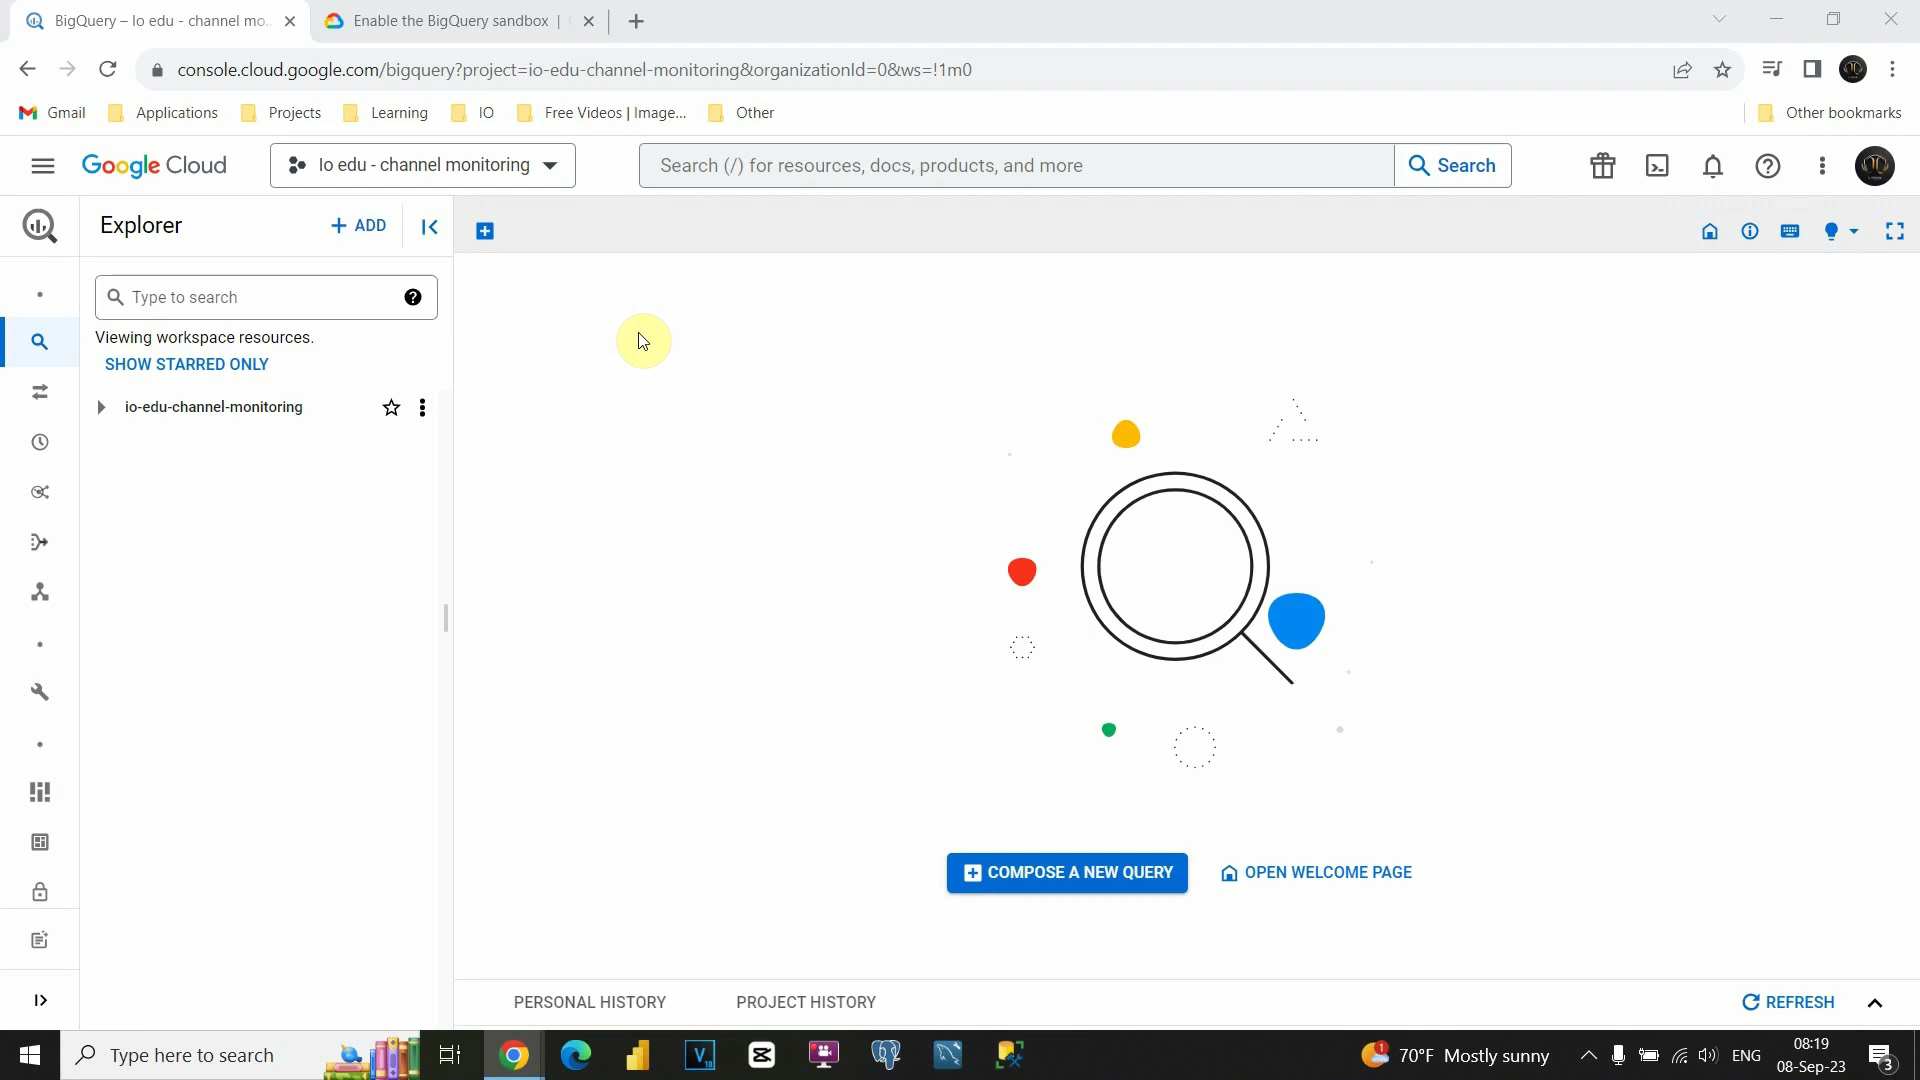 BigQuery – Io edu - channel mo...
Enable the BigQuery sandbox |
console.cloud.google.com/bigquery?project=io-edu-channel-monitoring&organizationId=0&ws=!1m0
Gmail
Applications
Projects
Learning
IO
Free Videos | Image...
Other
Other bookmarks
Google Cloud
Io edu - channel monitoring
Search (/) for resources, docs, products, and more
Search
Explorer
+ ADD
Type to search
Viewing workspace resources.
SHOW STARRED ONLY
io-edu-channel-monitoring
COMPOSE A NEW QUERY
OPEN WELCOME PAGE
PERSONAL HISTORY
PROJECT HISTORY
REFRESH
Type here to search
1
70°F Mostly sunny
ENG
08:19
08-Sep-23
3